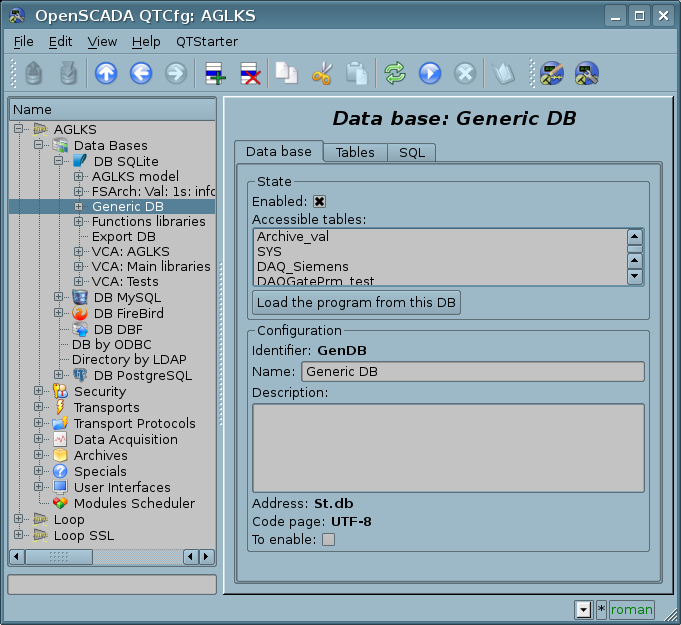 OpenSCADA QTCfg: AGLKS
File Edit View Help QTStarter
Name
AGLKS
Data Bases
DB SQLite
AGLKS model
FSArch: Val: 1s: info
Generic DB
Functions libraries
Export DB
VCA: AGLKS
VCA: Main libraries
VCA: Tests
DB MySQL
DB FireBird
DB DBF
DB by ODBC
Directory by LDAP
DB PostgreSQL
Security
Transports
Transport Protocols
Data Acquisition
Archives
Specials
User Interfaces
Modules Scheduler
Loop
Loop SSL
Data base: Generic DB
Data base Tables SQL
State
Enabled:
Accessible tables:
Archive_val
SYS
DAQ_Siemens
DAQGatePrm_test
Load the program from this DB
Configuration
Identifier: GenDB
Name: Generic DB
Description:
Address: St.db
Code page: UTF-8
To enable:
* roman